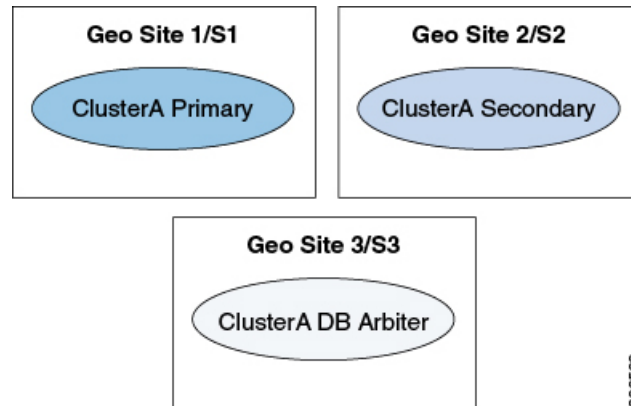 Geo Site 1/S1
ClusterA Primary
Geo Site 2/S2
ClusterA Secondary
Geo Site 3/S3
ClusterA DB Arbiter